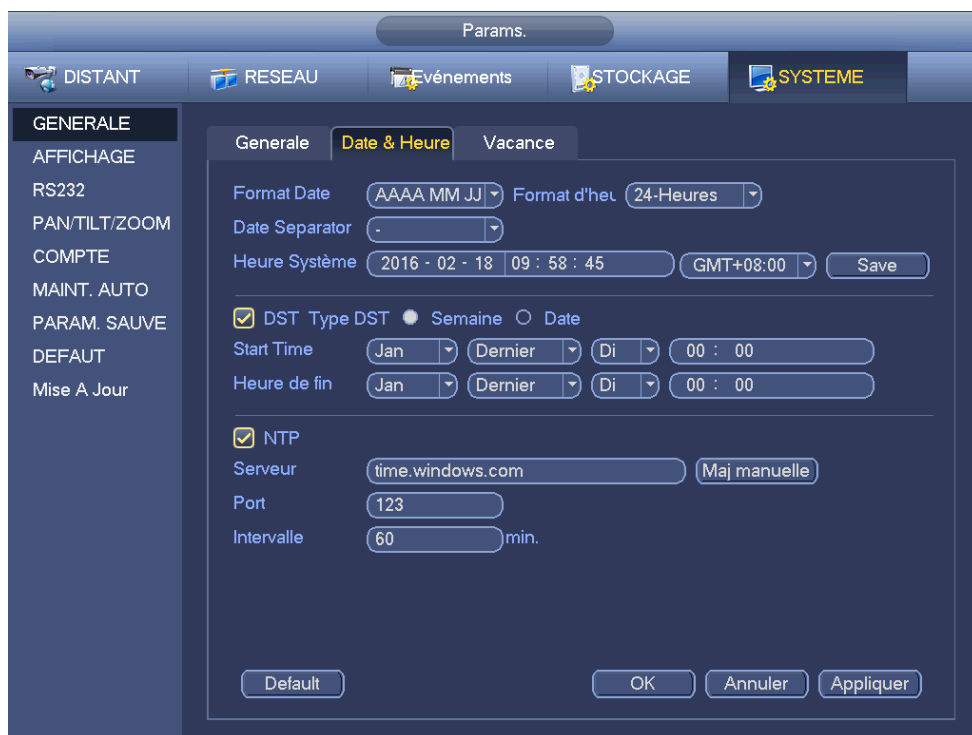 Params.
DISTANT RESEAU Evénements STOCKAGE SYSTEME
GENERALE
AFFICHAGE
RS232
PAN/TILT/ZOOM
COMPTE
MAINT. AUTO
PARAM. SAUVE
DEFAUT
Mise A Jour
Generale Date & Heure Vacance
Format Date AAAA MM JJ Format d'heu 24-Heures
Date Separator -
Heure Système 2016 - 02 - 18 09 : 58 : 45 GMT+08:00 Save
DST Type DST Semaine Date
Start Time Jan Dernier Di 00 : 00
Heure de fin Jan Dernier Di 00 : 00
NTP
Serveur time.windows.com Maj manuelle
Port 123
Intervalle 60 min.
Default OK Annuler Appliquer